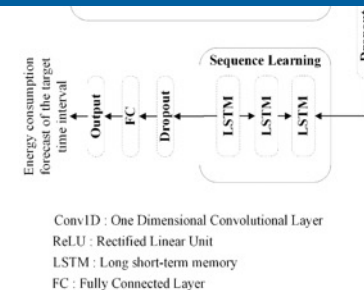 Sequence Learning
Energy consumption
forecast of the target
time interval
Output
FC
Dropout
LSTM
LSTM
LSTM
Conv1D : One Dimensional Convolutional Layer
ReLU : Rectified Linear Unit
LSTM : Long short-term memory
FC : Fully Connected Layer